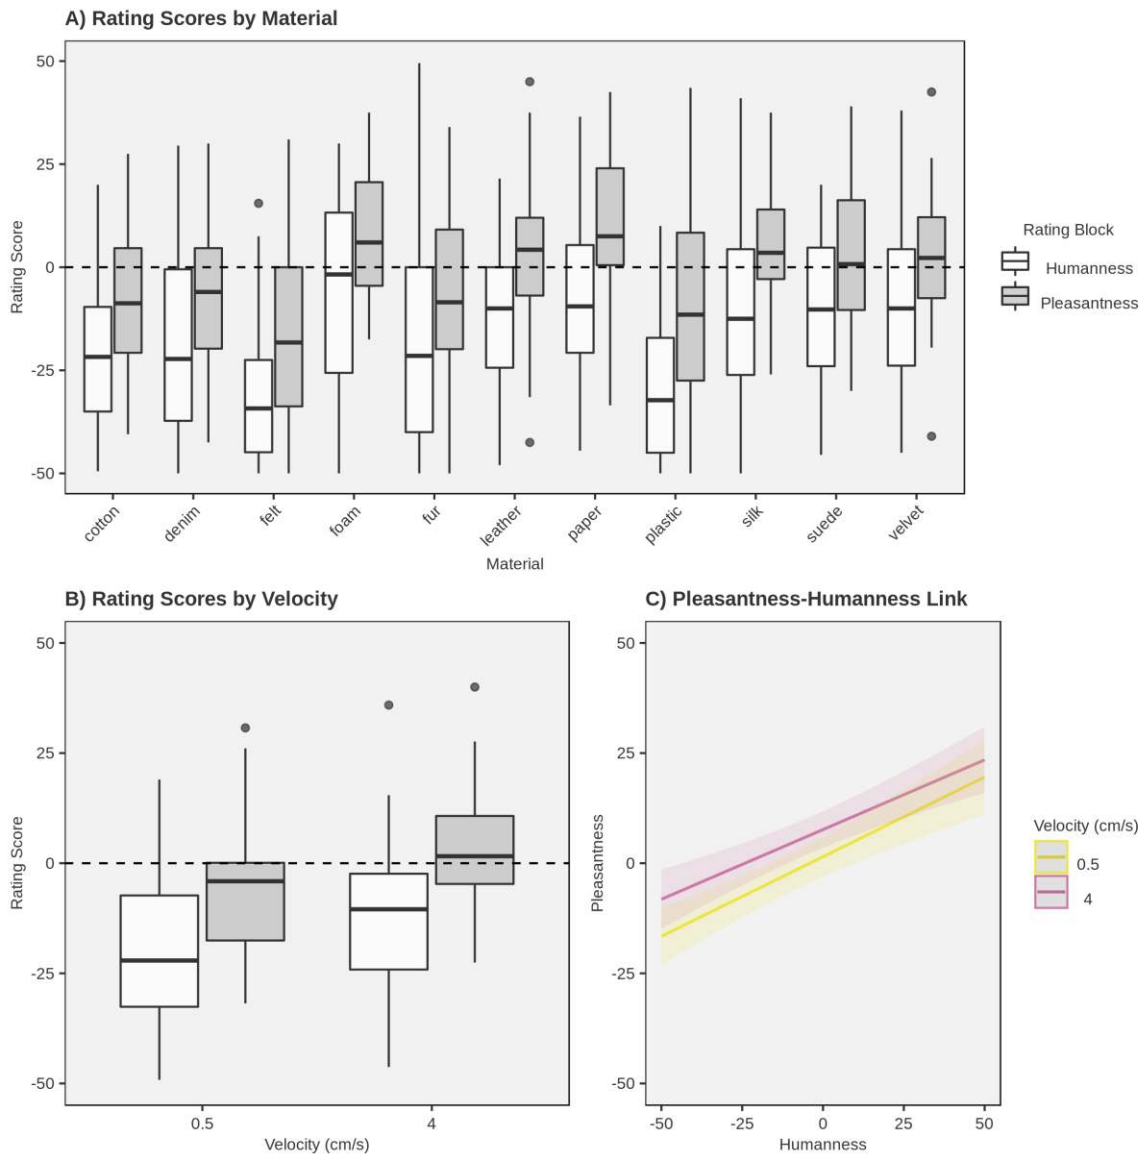 A) Rating Scores by Material
Rating Score
50
25
0
-25
-50
cotton
denim
felt
foam
fur
leather
paper
plastic
silk
suede
velvet
Material
Rating Block
Humanness
Pleasantness
B) Rating Scores by Velocity
Rating Score
50
25
0
-25
-50
0.5
4
Velocity (cm/s)
C) Pleasantness-Humanness Link
Pleasantness
50
25
0
-25
-50
-50
-25
0
25
50
Humanness
Velocity (cm/s)
0.5
4